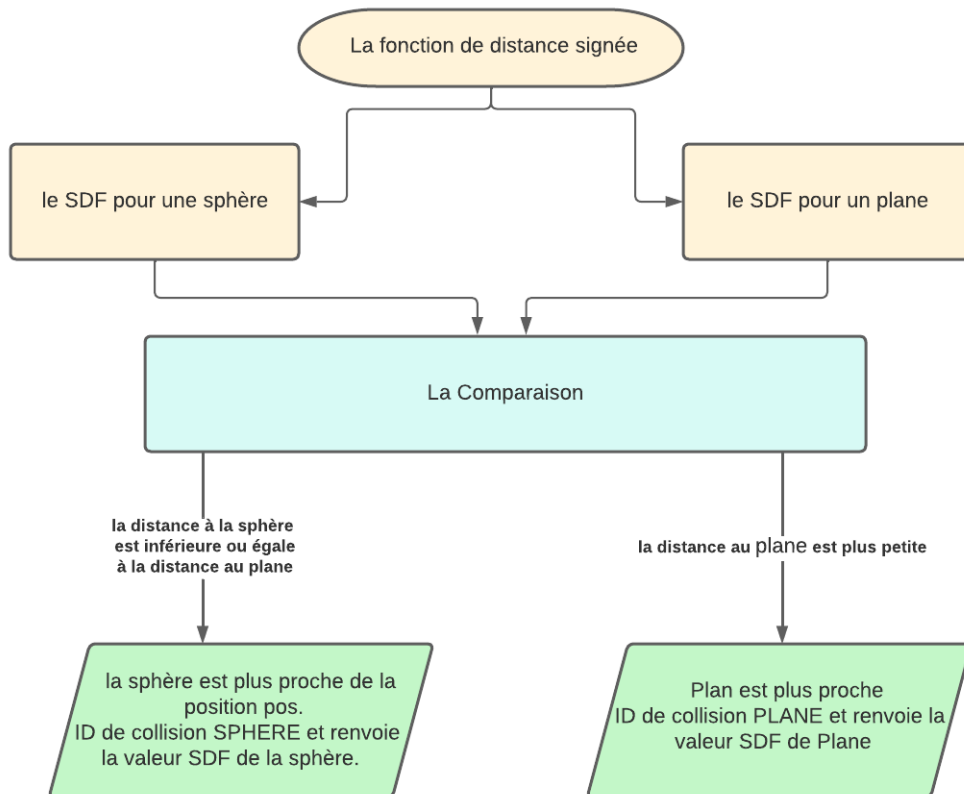 La fonction de distance signée
le SDF pour une sphère
le SDF pour un plane
La Comparaison
la distance à la sphère
est inférieure ou égale
à la distance au plane
la distance au plane est plus petite
la sphère est plus proche de la
position pos.
ID de collision SPHERE et renvoie
la valeur SDF de la sphère.
Plan est plus proche
ID de collision PLANE et renvoie la
valeur SDF de Plane